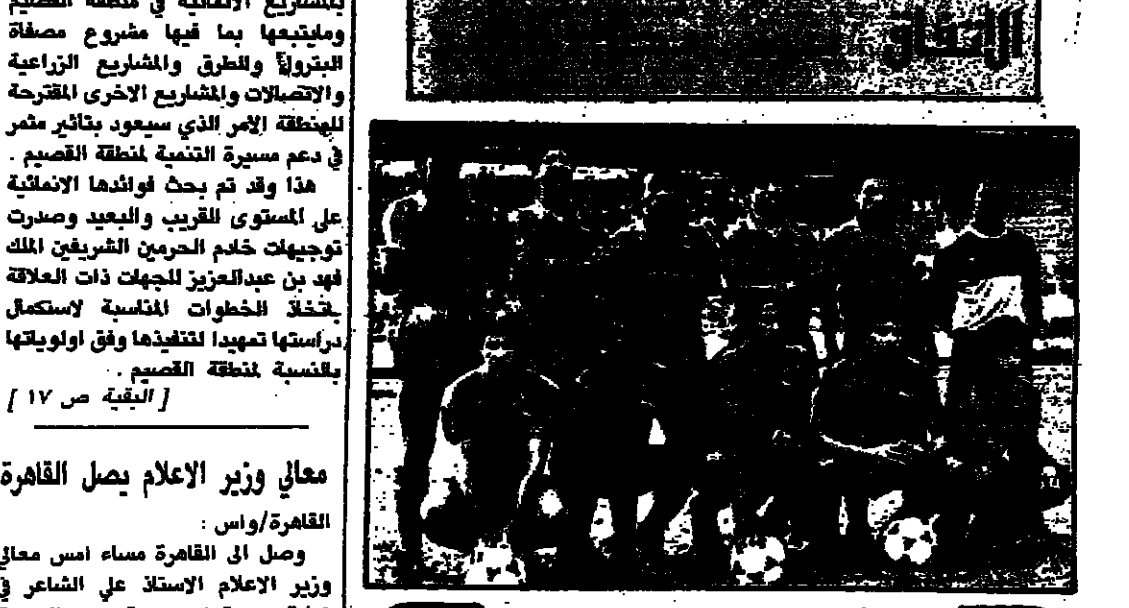 الاتفاق
بالمشاريع الانمائية في منطقة القصيم
ومايتبعها بما فيها مشروع مصفاة
البترول والطرق والمشاريع الزراعية
والاتصالات والمشاريع الاخرى المقترحة
للمنطقة الامر الذي سيعود بتاثير مثمر
في دعم مسيرة التنمية لمنطقة القصيم .
هذا وقد تم بحث فوائدها الانمائية
على المستوى القريب والبعيد وصدرت
توجيهات خادم الحرمين الشريفين الملك
فهد بن عبدالعزيز للجهات ذات العلاقة
باتخاذ الخطوات المناسبة لاستكمال
دراستها تمهيدا لتنفيذها وفق اولوياتها
بالنسبة لمنطقة القصيم .
[ البقية ص ١٧ ]
معالي وزير الاعلام يصل القاهرة
القاهرة/واس :
وصل الى القاهرة مساء امس معالي
وزير الاعلام الاستاذ علي الشاعر في